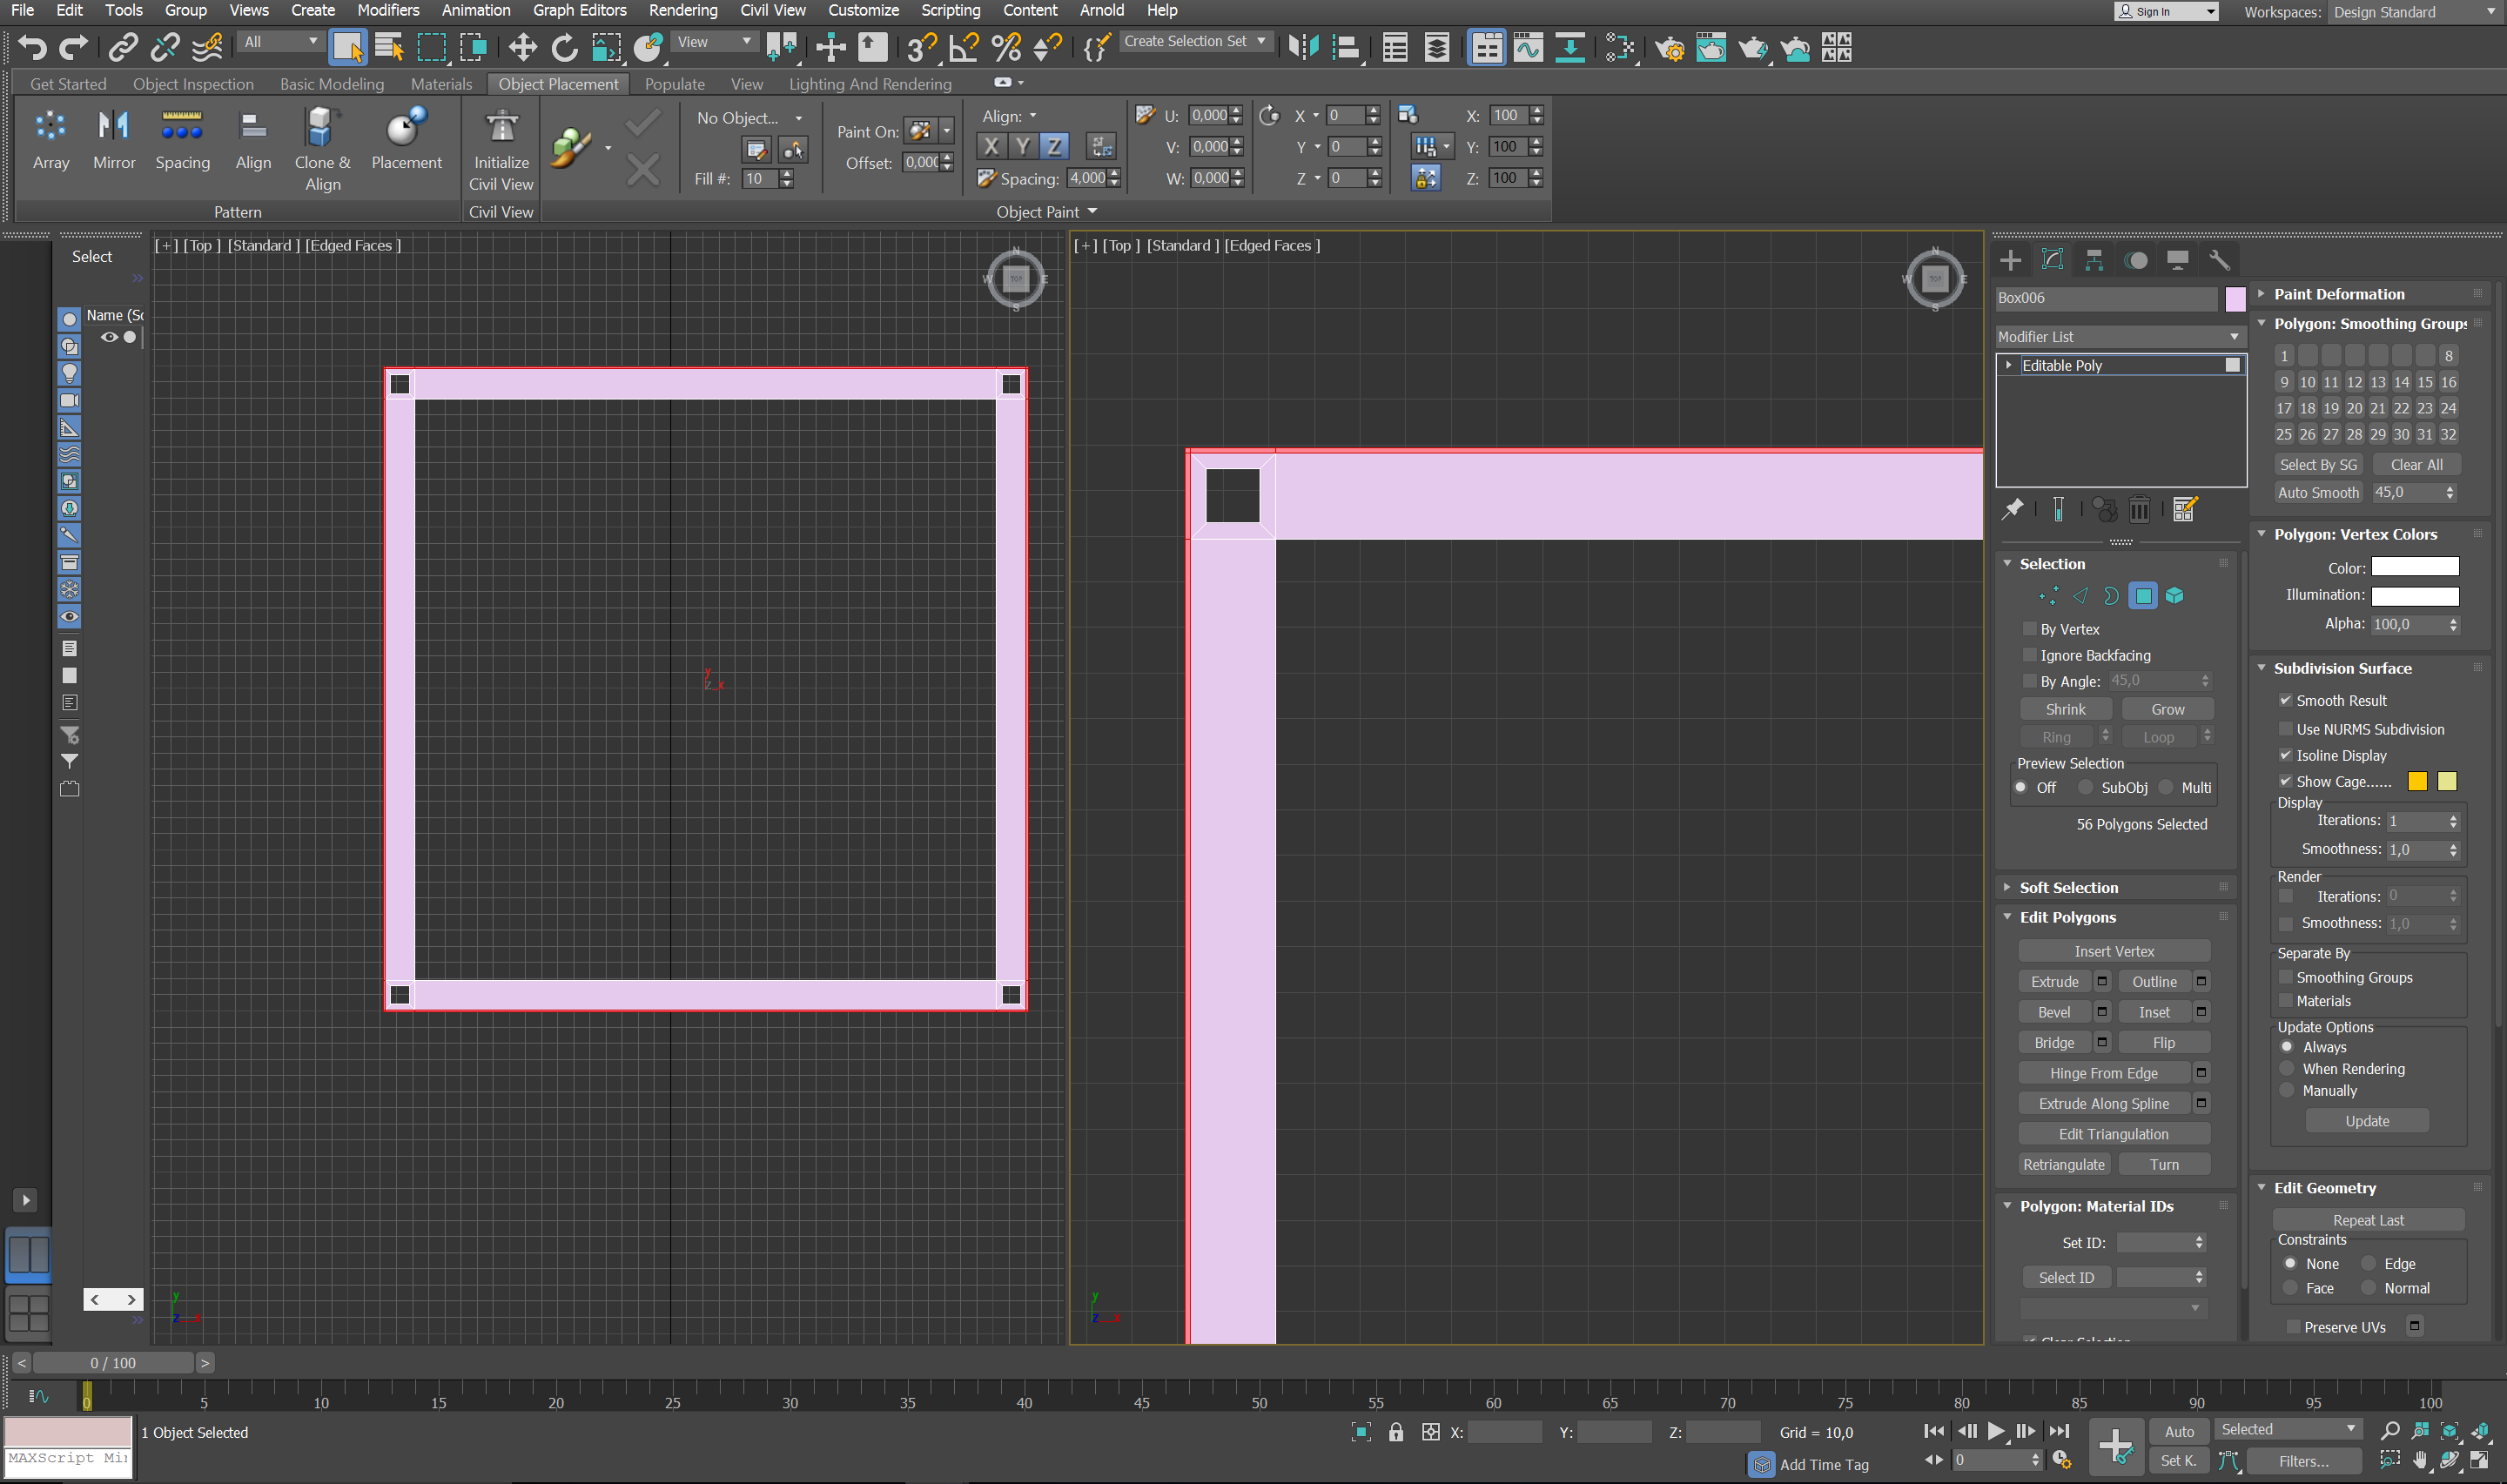 File Edit Tools Group Views Create Modifiers Animation Graph Editors Rendering Civil View Customize Scripting Content Arnold Help
Sign In Workspaces: Design Standard
All View Create Selection Set
Get Started Object Inspection Basic Modeling Materials Object Placement Populate View Lighting And Rendering
Array Mirror Spacing Align Clone & Align Placement
Pattern
Initialize Civil View
Civil View
No Object...
Fill #: 10
Paint On:
Offset: 0,000
Align:
X Y Z
Spacing: 4,000
U: 0,000 X 0 X: 100
V: 0,000 Y 0 Y: 100
W: 0,000 Z 0 Z: 100
Object Paint
Select
Name (So
[+] [Top ] [Standard ] [Edged Faces ]
N
W TOP E
S
y
z x
y
z x
[+] [Top ] [Standard ] [Edged Faces ]
N
W TOP E
S
y
z x
Box006
Modifier List
Editable Poly
Selection
By Vertex
Ignore Backfacing
By Angle: 45,0
Shrink Grow
Ring Loop
Preview Selection
Off SubObj Multi
56 Polygons Selected
Soft Selection
Edit Polygons
Insert Vertex
Extrude Outline
Bevel Inset
Bridge Flip
Hinge From Edge
Extrude Along Spline
Edit Triangulation
Retriangulate Turn
Polygon: Material IDs
Set ID:
Select ID
Clear Selection
Paint Deformation
Polygon: Smoothing Groups
1 8
9 10 11 12 13 14 15 16
17 18 19 20 21 22 23 24
25 26 27 28 29 30 31 32
Select By SG Clear All
Auto Smooth 45,0
Polygon: Vertex Colors
Color:
Illumination:
Alpha: 100,0
Subdivision Surface
Smooth Result
Use NURMS Subdivision
Isoline Display
Show Cage......
Display
Iterations: 1
Smoothness: 1,0
Render
Iterations: 0
Smoothness: 1,0
Separate By
Smoothing Groups
Materials
Update Options
Always
When Rendering
Manually
Update
Edit Geometry
Repeat Last
Constraints
None Edge
Face Normal
Preserve UVs
< 0 / 100 >
0 5 10 15 20 25 30 35 40 45 50 55 60 65 70 75 80 85 90 95 100
MAXScript Mi
1 Object Selected
X: Y: Z: Grid = 10,0
Add Time Tag
0
Auto Selected
Set K. Filters...